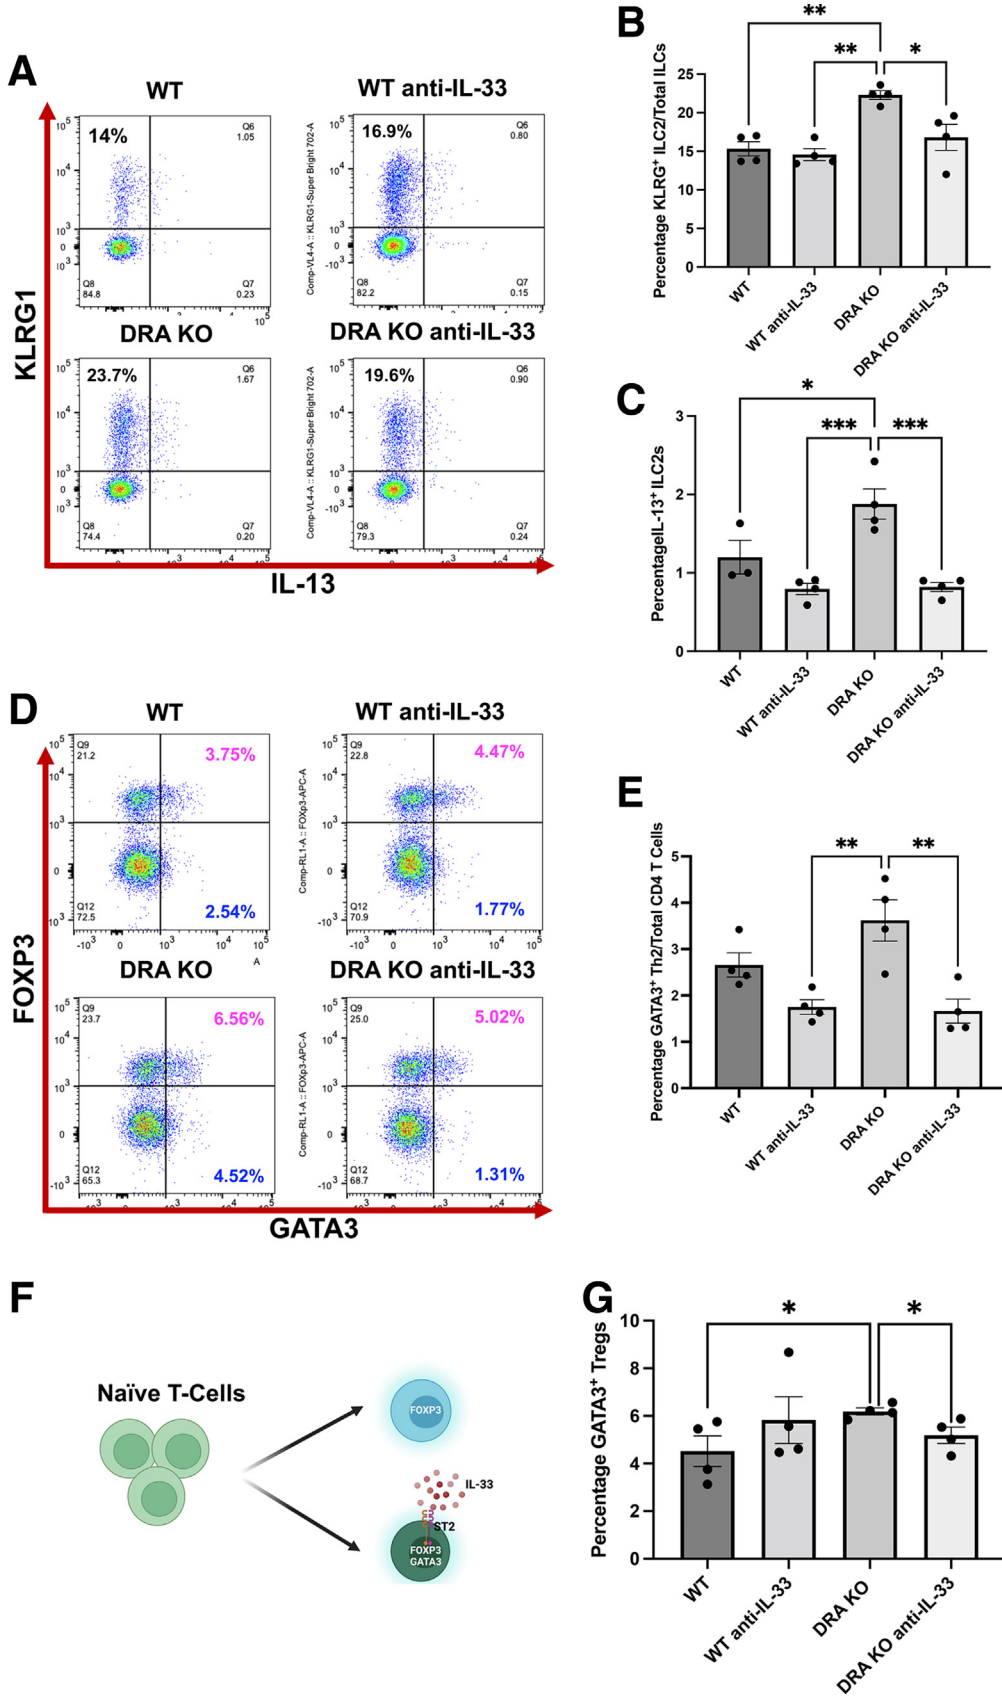 A
WT
WT anti-IL-33
14%
Q6
1.05
Q8
84.8
Q7
0.23
16.9%
Q6
0.80
Q8
82.2
Q7
0.15
Comp-VL4-A :: KLRG1-Super Bright 702-A
DRA KO
DRA KO anti-IL-33
23.7%
Q6
1.67
Q8
74.4
Q7
0.20
19.6%
Q6
0.90
Q8
79.3
Q7
0.24
Comp-VL4-A :: KLRG1-Super Bright 702-A
KLRG1
IL-13
B
Percentage KLRG⁺ ILC2/Total ILCs
** 
** *
25
20
15
10
5
0
WT
WT anti-IL-33
DRA KO
DRA KO anti-IL-33
C
PercentageIL-13⁺ ILC2s
*
*** ***
3
2
1
0
WT
WT anti-IL-33
DRA KO
DRA KO anti-IL-33
D
WT
WT anti-IL-33
Q9
21.2
3.75%
Q12
72.5
2.54%
-10³ 0 10³ 10⁴ 10⁵
A
Q9
22.8
4.47%
Q12
70.9
1.77%
-10³ 0 10³ 10⁴ 10⁵
Comp-RL1-A :: FOXp3-APC-A
DRA KO
DRA KO anti-IL-33
Q9
23.7
6.56%
Q12
65.3
4.52%
Q9
25.0
5.02%
Q12
68.7
1.31%
Comp-RL1-A :: FOXp3-APC-A
FOXP3
GATA3
E
Percentage GATA3⁺ Th2/Total CD4 T Cells
** **
5
4
3
2
1
0
WT
WT anti-IL-33
DRA KO
DRA KO anti-IL-33
F
Naïve T-Cells
FOXP3
IL-33
ST2
FOXP3
GATA3
G
Percentage GATA3⁺ Tregs
* *
10
8
6
4
2
0
WT
WT anti-IL-33
DRA KO
DRA KO anti-IL-33